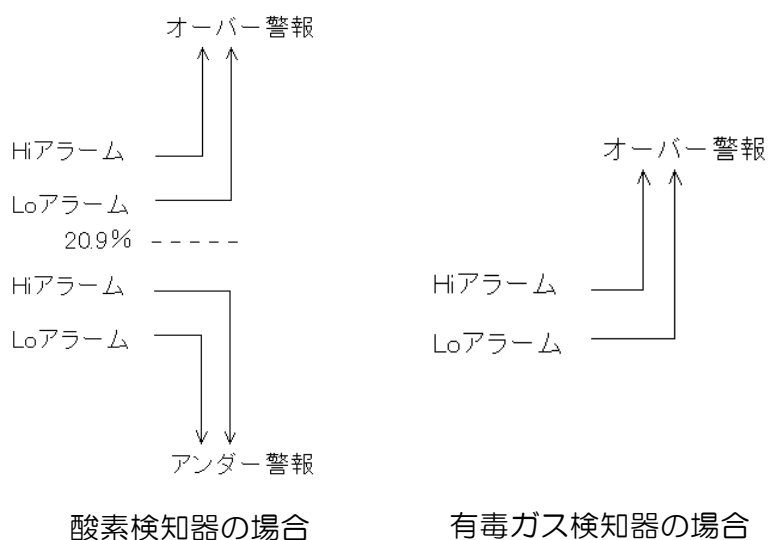 オーバー警報
Hiアラーム
Loアラーム
20.9%
Hiアラーム
Loアラーム
アンダー警報
酸素検知器の場合
オーバー警報
Hiアラーム
Loアラーム
有毒ガス検知器の場合